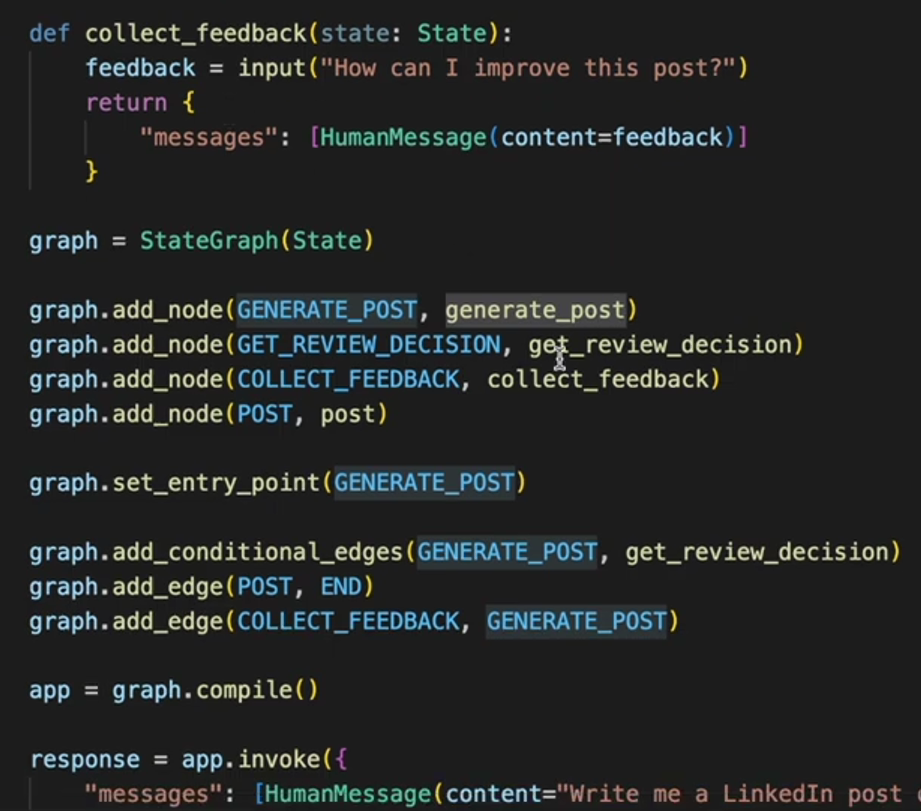 def collect_feedback(state: State):
    feedback = input("How can I improve this post?")
    return {
        "messages": [HumanMessage(content=feedback)]
    }
graph = StateGraph(State)
graph.add_node(GENERATE_POST, generate_post)
graph.add_node(GET_REVIEW_DECISION, get_review_decision)
graph.add_node(COLLECT_FEEDBACK, collect_feedback)
graph.add_node(POST, post)
graph.set_entry_point(GENERATE_POST)
graph.add_conditional_edges(GENERATE_POST, get_review_decision)
graph.add_edge(POST, END)
graph.add_edge(COLLECT_FEEDBACK, GENERATE_POST)
app = graph.compile()
response = app.invoke({
    "messages": [HumanMessage(content="Write me a LinkedIn post